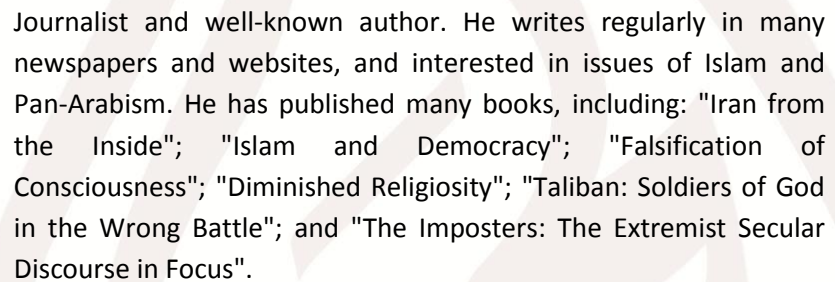 Journalist and well-known author. He writes regularly in many
newspapers and websites, and interested in issues of Islam and
Pan-Arabism. He has published many books, including: "Iran from
the Inside"; "Islam and Democracy"; "Falsification of
Consciousness"; "Diminished Religiosity"; "Taliban: Soldiers of God
in the Wrong Battle"; and "The Imposters: The Extremist Secular
Discourse in Focus".